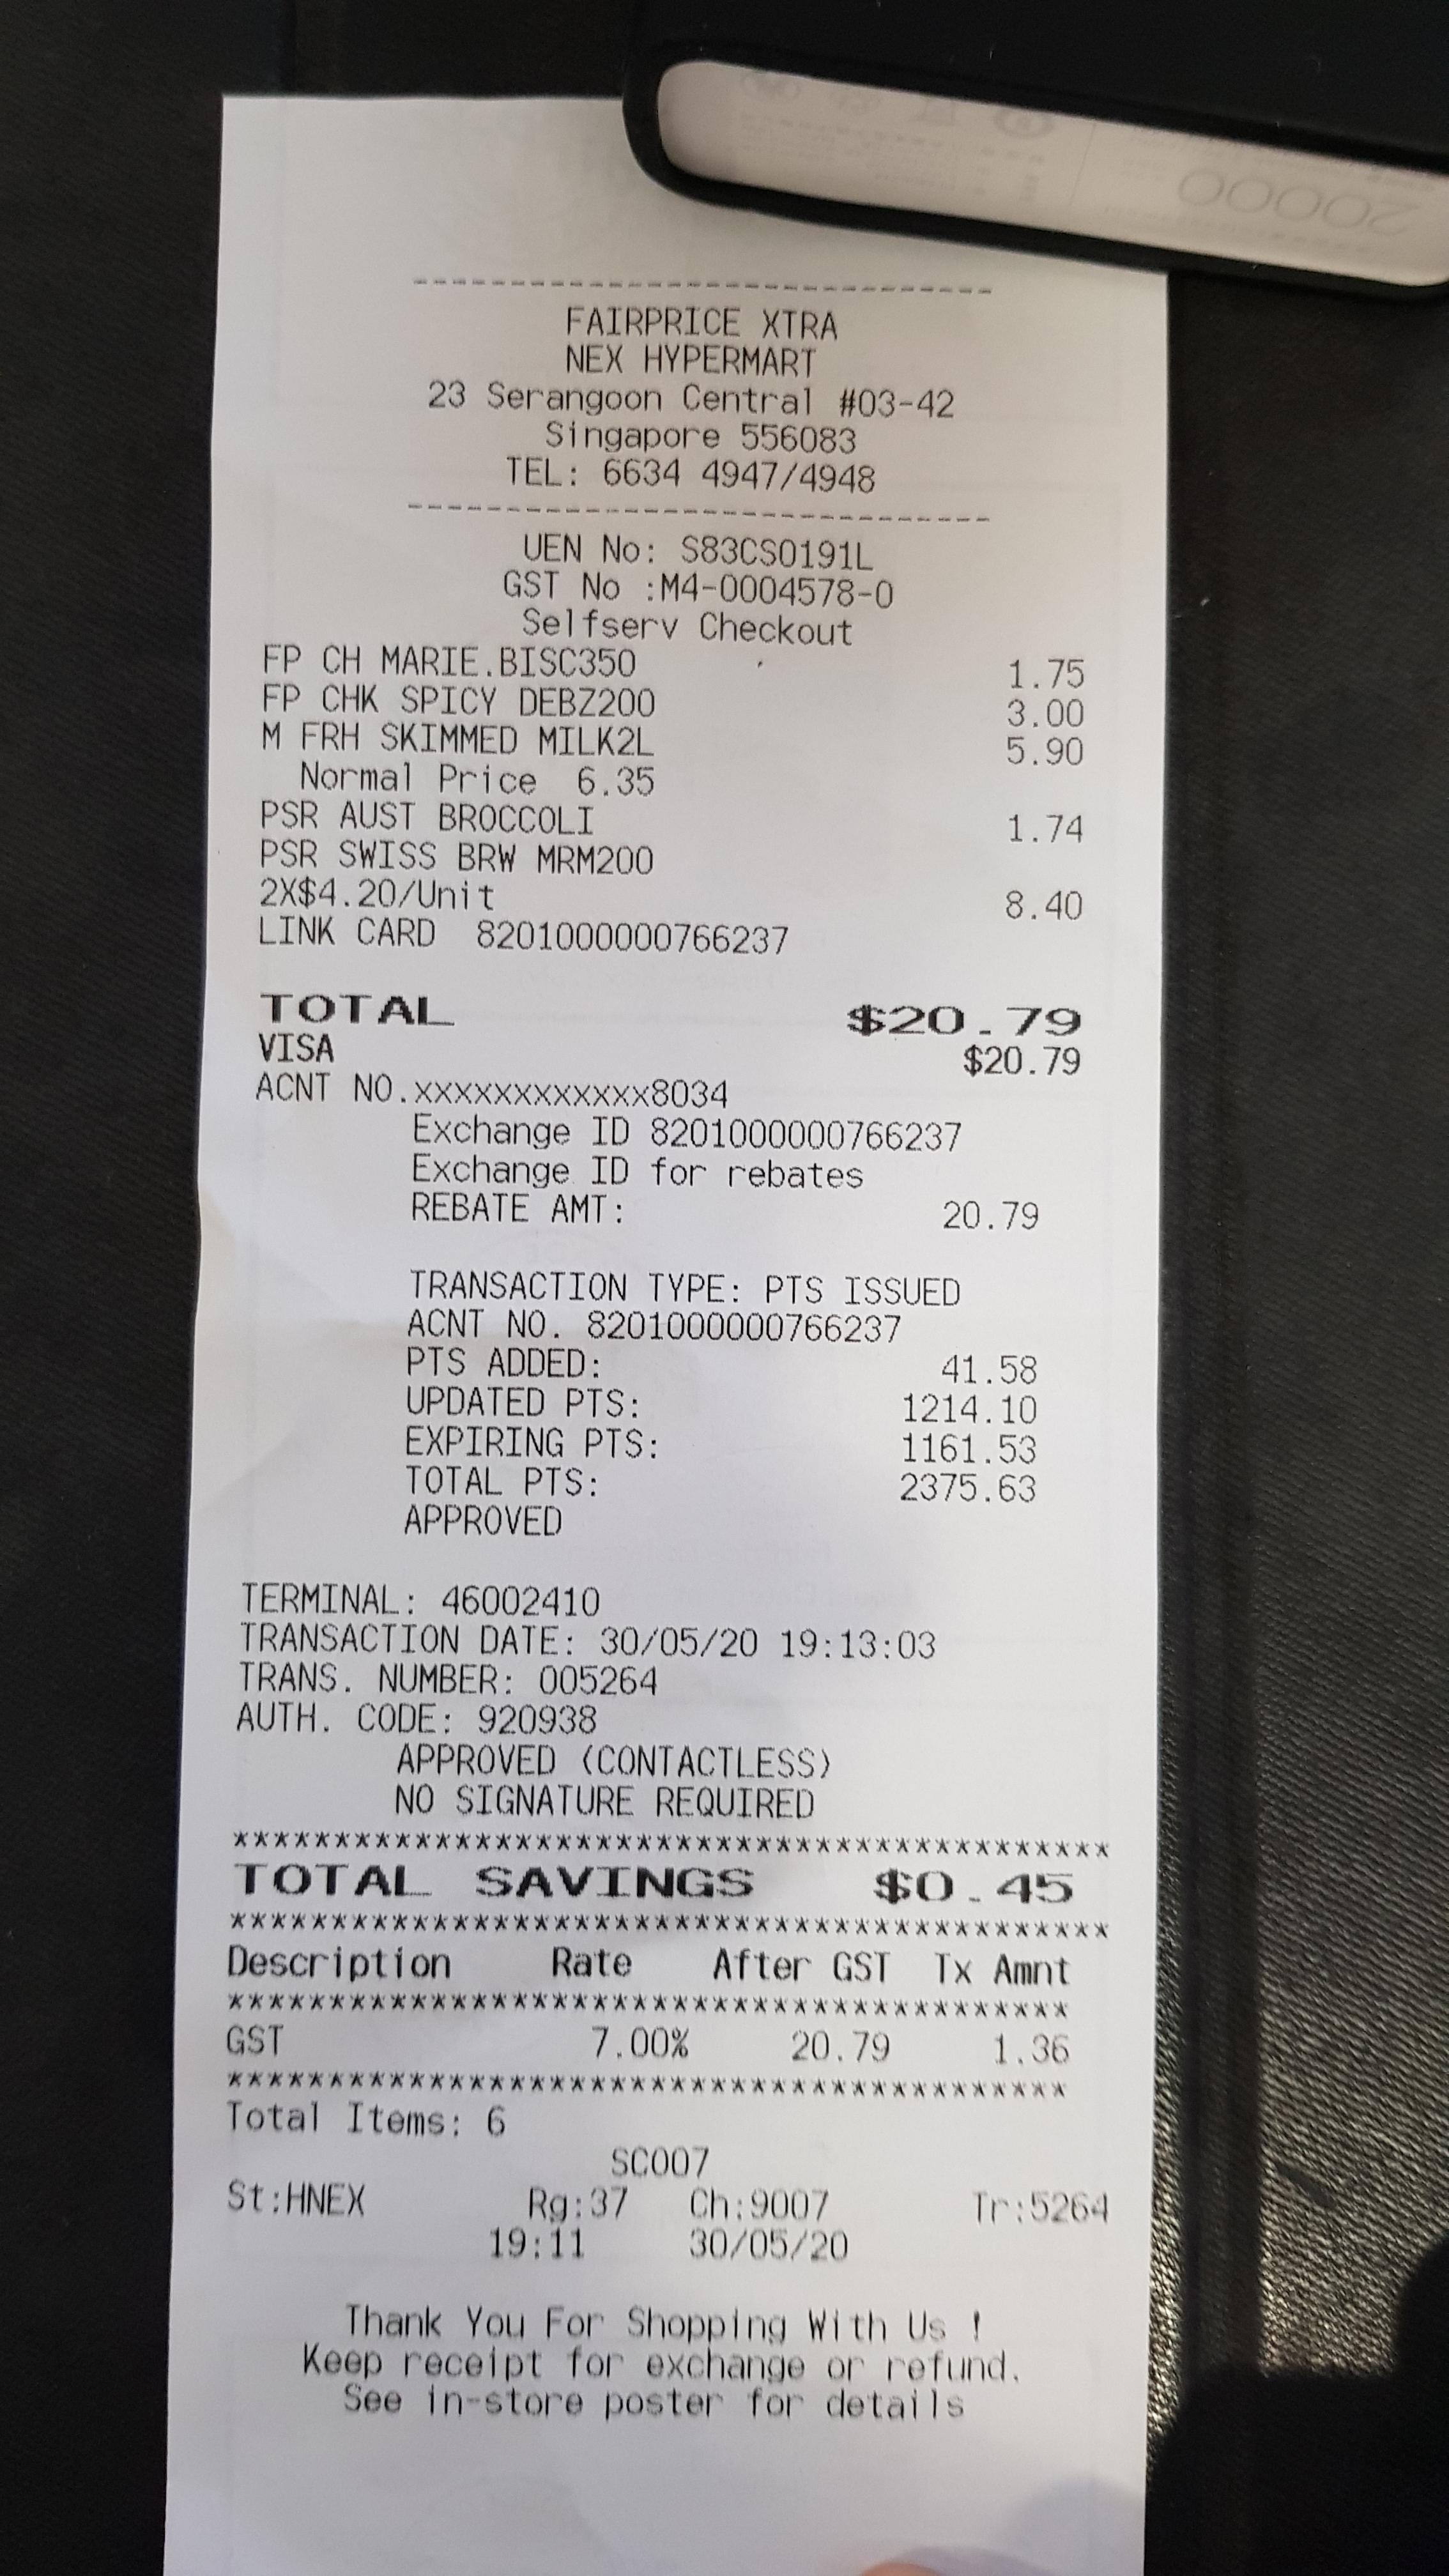 20000
------------------------------
FAIRPRICE XTRA
NEX HYPERMART
23 Serangoon Central #03-42
Singapore 556083
TEL: 6634 4947/4948
------------------------------
UEN No: S83CS0191L
GST No :M4-0004578-0
Selfserv Checkout
FP CH MARIE.BISC350 1.75
FP CHK SPICY DEBZ200 3.00
M FRH SKIMMED MILK2L 5.90
Normal Price 6.35
PSR AUST BROCCOLI 1.74
PSR SWISS BRW MRM200
2X$4.20/Unit 8.40
LINK CARD 8201000000766237
TOTAL $20.79
VISA $20.79
ACNT NO.xxxxxxxxxxxx8034
Exchange ID 8201000000766237
Exchange ID for rebates
REBATE AMT: 20.79
TRANSACTION TYPE: PTS ISSUED
ACNT NO. 8201000000766237
PTS ADDED: 41.58
UPDATED PTS: 1214.10
EXPIRING PTS: 1161.53
TOTAL PTS: 2375.63
APPROVED
TERMINAL: 46002410
TRANSACTION DATE: 30/05/20 19:13:03
TRANS. NUMBER: 005264
AUTH. CODE: 920938
APPROVED (CONTACTLESS)
NO SIGNATURE REQUIRED
********************************************
TOTAL SAVINGS $0.45
********************************************
Description Rate After GST Tx Amnt
******************************************
GST 7.00% 20.79 1.36
******************************************
Total Items: 6
SC007
St:HNEX Rg:37 Ch:9007 Tr:5264
19:11 30/05/20
Thank You For Shopping With Us !
Keep receipt for exchange or refund.
See in-store poster for details